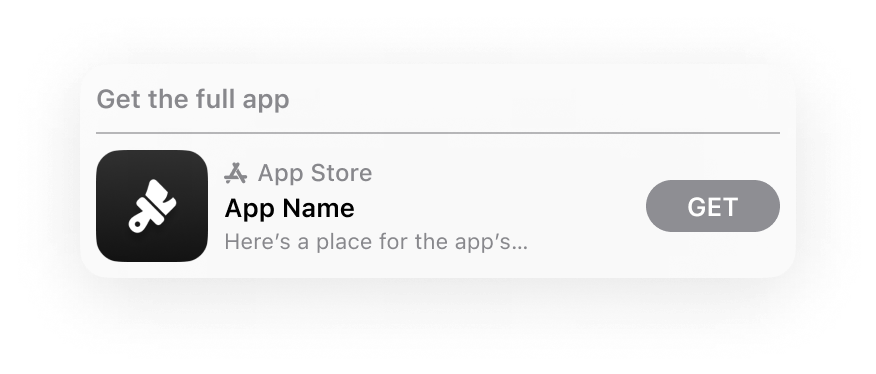 Get the full app
App Store
App Name
Here’s a place for the app’s...
GET